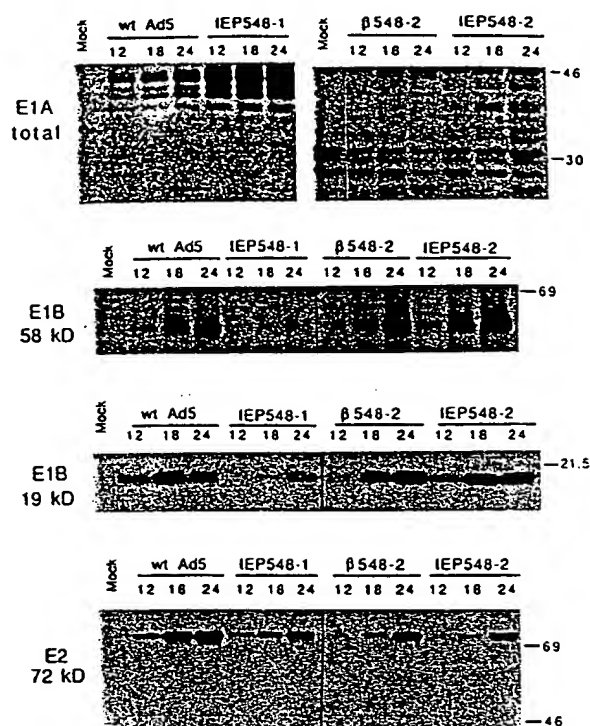 Mock wt Ad5 IEP548-1 Mock β548-2 IEP548-2
12 18 24 12 18 24 12 18 24 12 18 24
E1A
total
-46
-30
Mock wt Ad5 IEP548-1 β548-2 IEP548-2
12 18 24 12 18 24 12 18 24 12 18 24
E1B
58 kD
-69
Mock wt Ad5 IEP548-1 β548-2 IEP548-2
12 18 24 12 18 24 12 18 24 12 18 24
E1B
19 kD
-21.5
Mock wt Ad5 IEP548-1 β548-2 IEP548-2
12 18 24 12 18 24 12 18 24 12 18 24
E2
72 kD
-69
-46